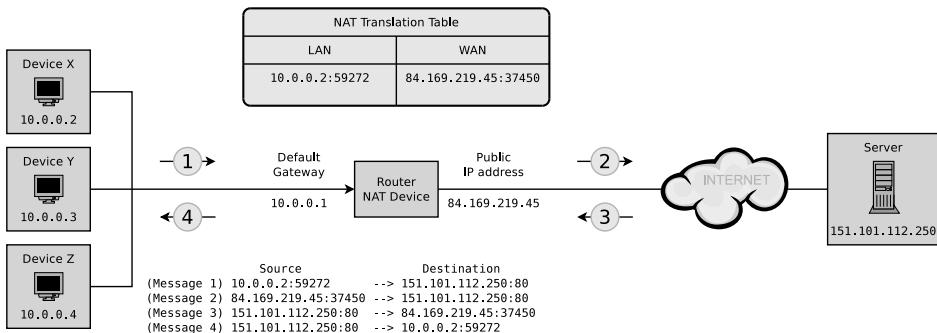 NAT Translation Table
LAN WAN
10.0.0.2:59272 84.169.219.45:37450
Device X
10.0.0.2
Device Y
10.0.0.3
Device Z
10.0.0.4
1
4
Default
Gateway
10.0.0.1
Router
NAT Device
Public
IP address
84.169.219.45
2
3
INTERNET
Server
151.101.112.250
Source Destination
(Message 1) 10.0.0.2:59272 --> 151.101.112.250:80
(Message 2) 84.169.219.45:37450 --> 151.101.112.250:80
(Message 3) 151.101.112.250:80 --> 84.169.219.45:37450
(Message 4) 151.101.112.250:80 --> 10.0.0.2:59272